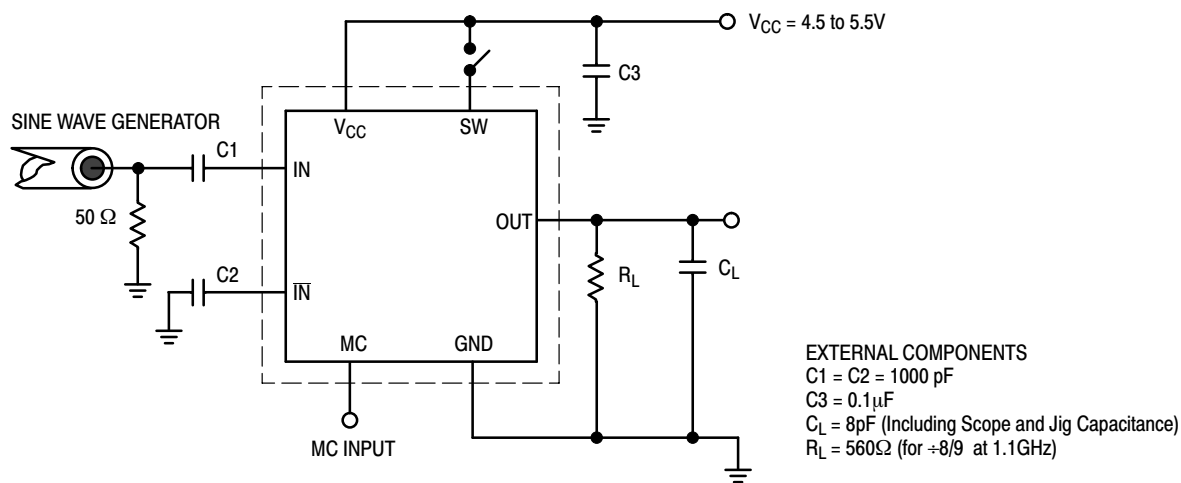 V_CC = 4.5 to 5.5V
C3
SINE WAVE GENERATOR
V_CC
SW
C1
IN
50 Ω
OUT
R_L
C_L
C2
I̅N̅
MC
GND
MC INPUT
EXTERNAL COMPONENTS
C1 = C2 = 1000 pF
C3 = 0.1μF
C_L = 8pF (Including Scope and Jig Capacitance)
R_L = 560Ω (for ÷8/9 at 1.1GHz)